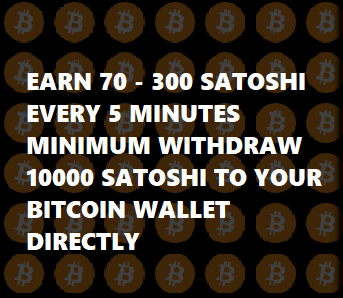 EARN 70 - 300 SATOSHI
EVERY 5 MINUTES
MINIMUM WITHDRAW
10000 SATOSHI TO YOUR
BITCOIN WALLET
DIRECTLY